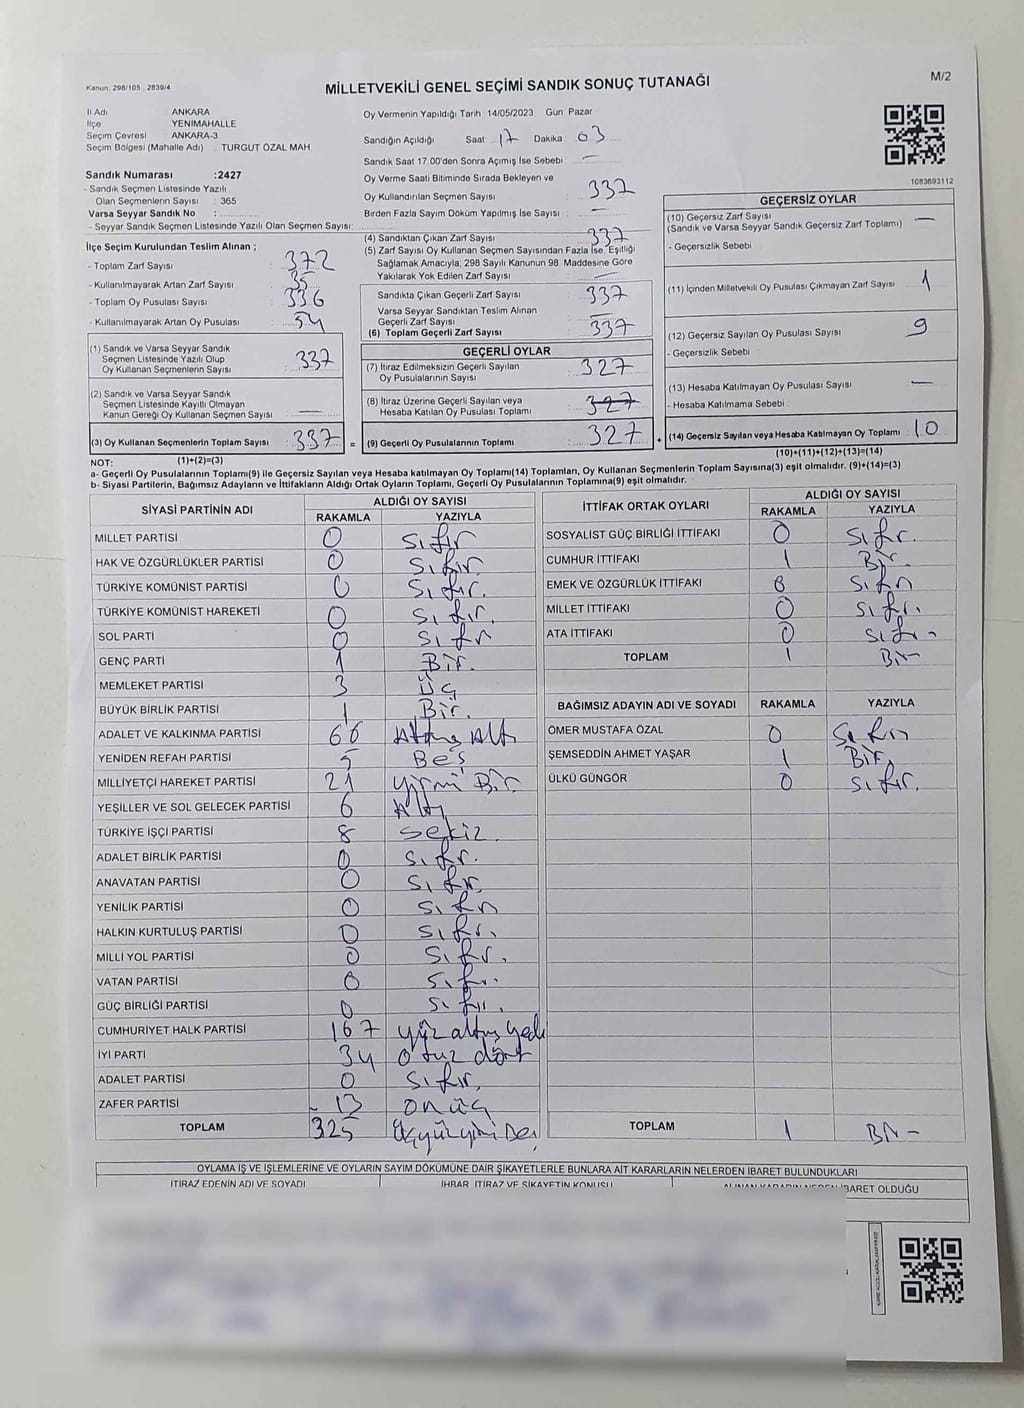 Kanun, 298/105 , 2839/4
MİLLETVEKİLİ GENEL SEÇİMİ SANDIK SONUÇ TUTANAĞI
M/2
İl Adı ANKARA
İlçe YENİMAHALLE
Seçim Çevresi ANKARA-3
Seçim Bölgesi (Mahalle Adı) TURGUT ÖZAL MAH.
Oy Vermenin Yapıldığı Tarih 14/05/2023 Gün Pazar
Sandığın Açıldığı Saat: 17 Dakika 03
Sandık Saat 17:00'den Sonra Açımış İse Sebebi —
Oy Verme Saati Bitiminde Sırada Bekleyen ve
Oy Kullandırılan Seçmen Sayısı 337
Birden Fazla Sayım Döküm Yapılmış İse Sayısı —
1083693112
Sandık Numarası :2427
- Sandık Seçmen Listesinde Yazılı
Olan Seçmenlerin Sayısı : 365
Varsa Seyyar Sandık No :
- Seyyar Sandık Seçmen Listesinde Yazılı Olan Seçmen Sayısı:
İlçe Seçim Kurulundan Teslim Alınan ;
- Toplam Zarf Sayısı : 372
- Kullanılmayarak Artan Zarf Sayısı : 35
- Toplam Oy Pusulası Sayısı : 336
- Kullanılmayarak Artan Oy Pusulası : 54
(1) Sandık ve Varsa Seyyar Sandık
Seçmen Listesinde Yazılı Olup
Oy Kullanan Seçmenlerin Sayısı : 337
(2) Sandık ve Varsa Seyyar Sandık
Seçmen Listesinde Kayıtlı Olmayan
Kanun Gereği Oy Kullanan Seçmen Sayısı : —
(3) Oy Kullanan Seçmenlerin Toplam Sayısı : 337 =
(1)+(2)=(3)
(4) Sandıktan Çıkan Zarf Sayısı : 337
(5) Zarf Sayısı Oy Kullanan Seçmen Sayısından Fazla İse, Eşitliği
Sağlamak Amacıyla; 298 Sayılı Kanunun 98. Maddesine Göre
Yakılarak Yok Edilen Zarf Sayısı : —
Sandıkta Çıkan Geçerli Zarf Sayısı : 337
Varsa Seyyar Sandıktan Teslim Alınan
Geçerli Zarf Sayısı : —
(6) Toplam Geçerli Zarf Sayısı : 337
GEÇERLİ OYLAR
(7) İtiraz Edilmeksizin Geçerli Sayılan
Oy Pusulalarının Sayısı : 327
(8) İtiraz Üzerine Geçerli Sayılan veya
Hesaba Katılan Oy Pusulası Toplamı : 327
(9) Geçerli Oy Pusulalarının Toplamı : 327 +
GEÇERSİZ OYLAR
(10) Geçersiz Zarf Sayısı
(Sandık ve Varsa Seyyar Sandık Geçersiz Zarf Toplamı) : —
- Geçersizlik Sebebi :
(11) İçinden Milletvekili Oy Pusulası Çıkmayan Zarf Sayısı : 1
(12) Geçersiz Sayılan Oy Pusulası Sayısı : 9
- Geçersizlik Sebebi :
(13) Hesaba Katılmayan Oy Pusulası Sayısı : —
- Hesaba Katılmama Sebebi :
(14) Geçersiz Sayılan veya Hesaba Katılmayan Oy Toplamı : 10
(10)+(11)+(12)+(13)=(14)
NOT:
a- Geçerli Oy Pusulalarının Toplamı(9) ile Geçersiz Sayılan veya Hesaba katılmayan Oy Toplamı(14) Toplamları, Oy Kullanan Seçmenlerin Toplam Sayısına(3) eşit olmalıdır. (9)+(14)=(3)
b- Siyasi Partilerin, Bağımsız Adayların ve İttifakların Aldığı Ortak Oyların Toplamı, Geçerli Oy Pusulalarının Toplamına(9) eşit olmalıdır.
SİYASİ PARTİNİN ADI ALDIĞI OY SAYISI
RAKAMLA YAZIYLA
MİLLET PARTİSİ 0 Sıfır
HAK VE ÖZGÜRLÜKLER PARTİSİ 0 Sıfır.
TÜRKİYE KOMÜNİST PARTİSİ 0 Sıfır.
TÜRKİYE KOMÜNİST HAREKETİ 0 Sıfır.
SOL PARTİ 0 Sıfır
GENÇ PARTİ 1 Bir.
MEMLEKET PARTİSİ 3 Üç
BÜYÜK BİRLİK PARTİSİ 1 Bir.
ADALET VE KALKINMA PARTİSİ 66 Altmış Altı
YENİDEN REFAH PARTİSİ 5 Beş
MİLLİYETÇİ HAREKET PARTİSİ 21 Yirmi Bir.
YEŞİLLER VE SOL GELECEK PARTİSİ 6 Altı
TÜRKİYE İŞÇİ PARTİSİ 8 Sekiz.
ADALET BİRLİK PARTİSİ 0 Sıfır.
ANAVATAN PARTİSİ 0 Sıfır.
YENİLİK PARTİSİ 0 Sıfır
HALKIN KURTULUŞ PARTİSİ 0 Sıfır.
MİLLİ YOL PARTİSİ 0 Sıfır.
VATAN PARTİSİ 0 Sıfır.
GÜÇ BİRLİĞİ PARTİSİ 0 Sıfır.
CUMHURİYET HALK PARTİSİ 167 Yüz altmış yedi
İYİ PARTİ 34 Otuz dört
ADALET PARTİSİ 0 Sıfır.
ZAFER PARTİSİ 13 on üç
TOPLAM 325 Üçyüzyirmi Beş
İTTİFAK ORTAK OYLARI ALDIĞI OY SAYISI
RAKAMLA YAZIYLA
SOSYALİST GÜÇ BİRLİĞİ İTTİFAKI 0 Sıfır.
CUMHUR İTTİFAKI 1 Bir.
EMEK VE ÖZGÜRLÜK İTTİFAKI 0 Sıfır
MİLLET İTTİFAKI 0 Sıfır.
ATA İTTİFAKI 0 Sıfır
TOPLAM 1 Bir
BAĞIMSIZ ADAYIN ADI VE SOYADI RAKAMLA YAZIYLA
ÖMER MUSTAFA ÖZAL 0 Sıfır
ŞEMSEDDİN AHMET YAŞAR 1 Bir.
ÜLKÜ GÜNGÖR 0 Sıfır.
TOPLAM 1 Bir
OYLAMA İŞ VE İŞLEMLERİNE VE OYLARIN SAYIM DÖKÜMÜNE DAİR ŞİKAYETLERLE BUNLARA AİT KARARLARIN NELERDEN İBARET BULUNDUKLARI
İTİRAZ EDENİN ADI VE SOYADI İHBAR, İTİRAZ VE ŞİKAYETİN KONUSU ALINAN KARARIN NEDEN İBARET OLDUĞU